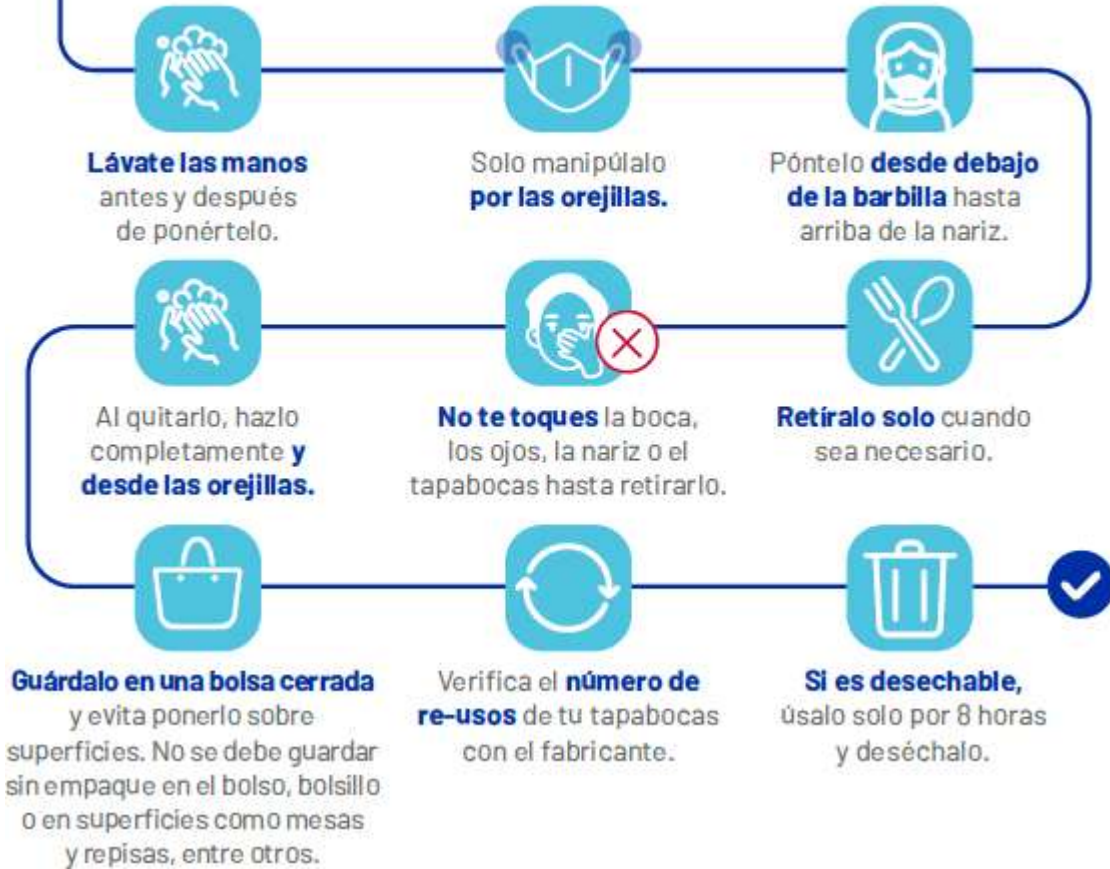 Lávate las manos
antes y después
de ponértelo.
Solo manipúlalo
por las orejillas.
Póntelo desde debajo
de la barbilla hasta
arriba de la nariz.
Retíralo solo cuando
sea necesario.
No te toques la boca,
los ojos, la nariz o el
tapabocas hasta retirarlo.
Al quitarlo, hazlo
completamente y
desde las orejillas.
Guárdalo en una bolsa cerrada
y evita ponerlo sobre
superficies. No se debe guardar
sin empaque en el bolso, bolsillo
o en superficies como mesas
y repisas, entre otros.
Verifica el número de
re-usos de tu tapabocas
con el fabricante.
Si es desechable,
úsalo solo por 8 horas
y deséchalo.